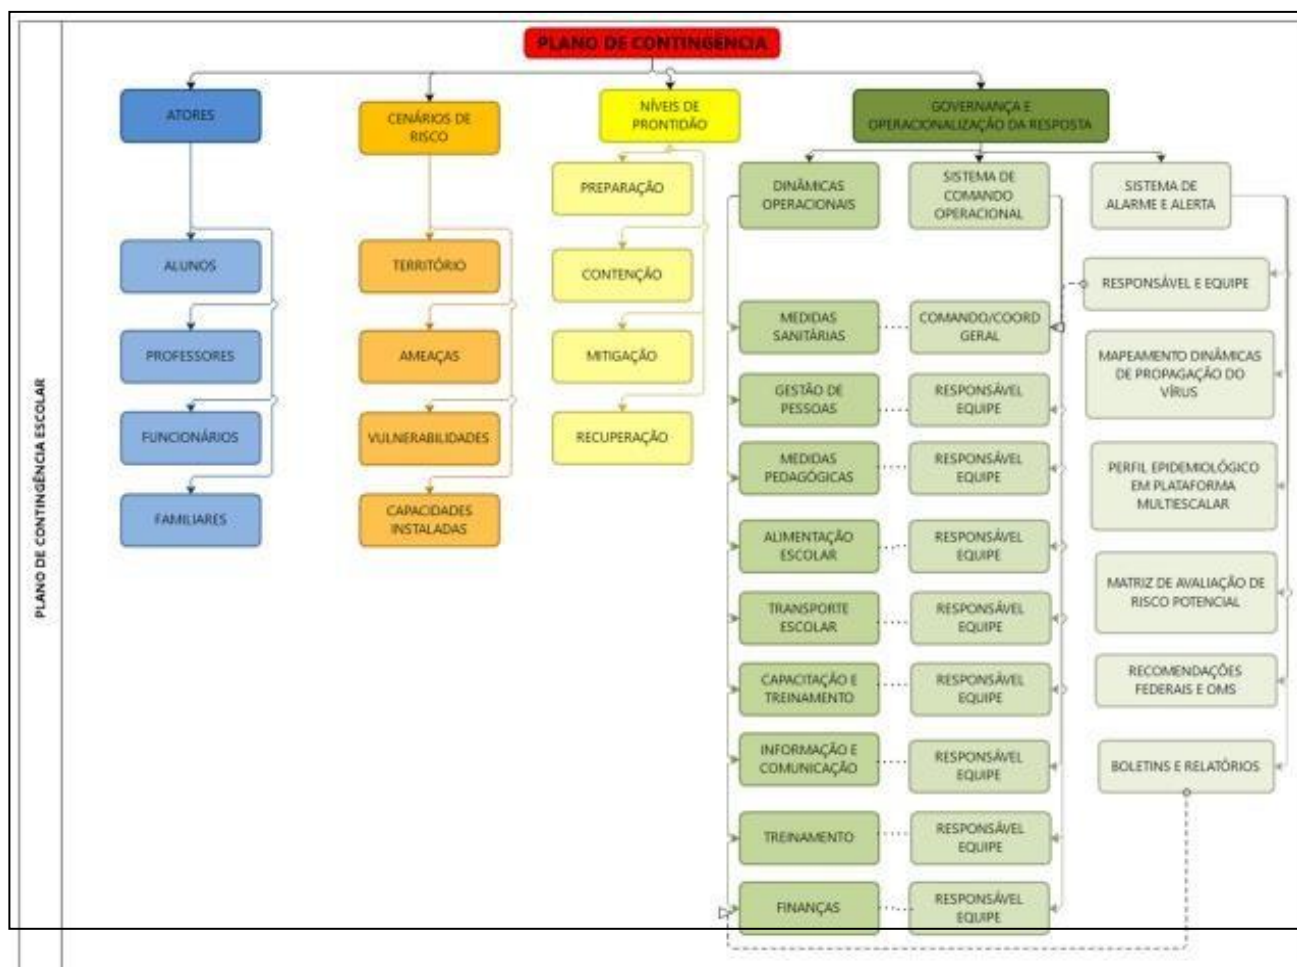 PLANO DE CONTINGÊNCIA ESCOLAR
PLANO DE CONTINGÊNCIA
ATORES
ALUNOS
PROFESSORES
FUNCIONÁRIOS
FAMILIARES
CENÁRIOS DE
RISCO
TERRITÓRIO
AMEAÇAS
VULNERABILIDADES
CAPACIDADES
INSTALADAS
NÍVEIS DE
PRONTIDÃO
PREPARAÇÃO
CONTENÇÃO
MITIGAÇÃO
RECUPERAÇÃO
GOVERNANÇA E
OPERACIONALIZAÇÃO DA RESPOSTA
DINÂMICAS
OPERACIONAIS
MEDIDAS
SANITÁRIAS
GESTÃO DE
PESSOAS
MEDIDAS
PEDAGÓGICAS
ALIMENTAÇÃO
ESCOLAR
TRANSPORTE
ESCOLAR
CAPACITAÇÃO E
TREINAMENTO
INFORMAÇÃO E
COMUNICAÇÃO
TREINAMENTO
FINANÇAS
SISTEMA DE
COMANDO
OPERACIONAL
COMANDO/COORD
GERAL
RESPONSÁVEL
EQUIPE
RESPONSÁVEL
EQUIPE
RESPONSÁVEL
EQUIPE
RESPONSÁVEL
EQUIPE
RESPONSÁVEL
EQUIPE
RESPONSÁVEL
EQUIPE
RESPONSÁVEL
EQUIPE
RESPONSÁVEL
EQUIPE
SISTEMA DE
ALARME E ALERTA
RESPONSÁVEL E EQUIPE
MAPEAMENTO DINÂMICAS
DE PROPAGAÇÃO DO
VÍRUS
PERFIL EPIDEMIOLÓGICO
EM PLATAFORMA
MULTIESCALAR
MATRIZ DE AVALIAÇÃO DE
RISCO POTENCIAL
RECOMENDAÇÕES
FEDERAIS E OMS
BOLETINS E RELATÓRIOS